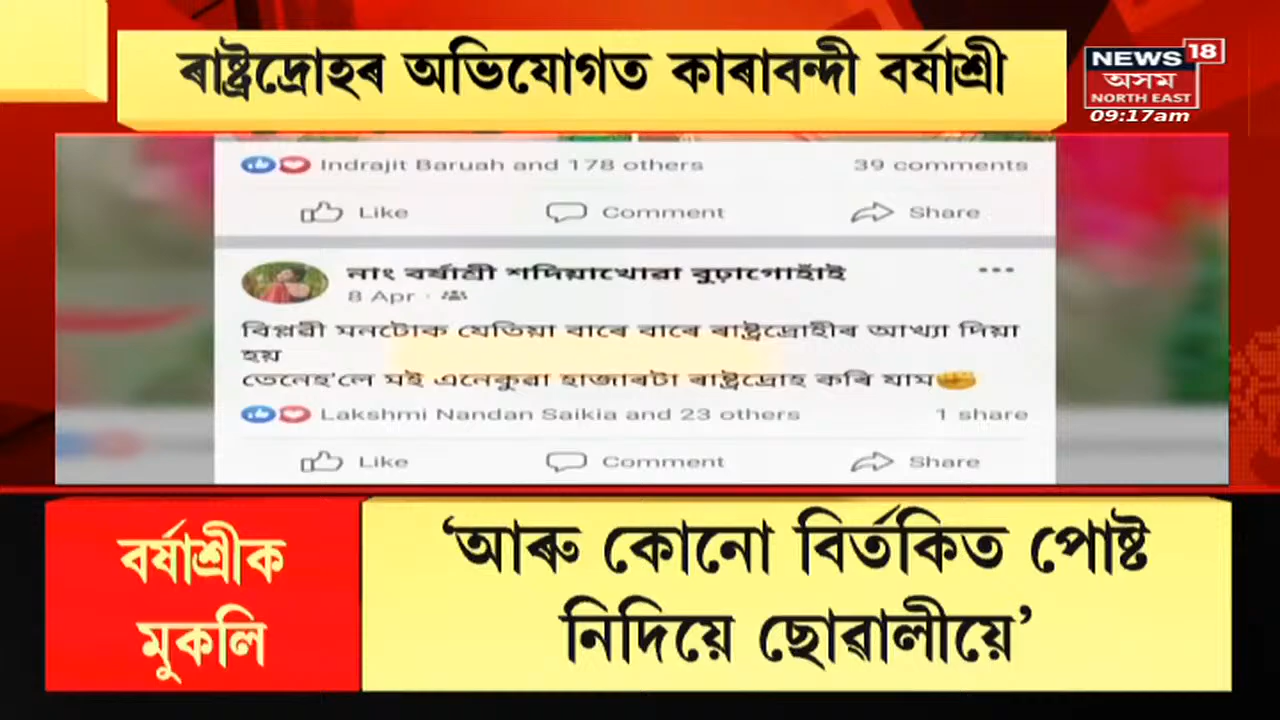 ৰাষ্ট্রদ্রোহৰ অভিযোগত কাৰাবন্দী বৰ্ষাশ্রী
NEWS 18
অসম
NORTH EAST
09:17am
Indrajit Baruah and 178 others 39 comments
Like Comment Share
নাং বৰ্ষাশ্ৰী শদিয়াখোৱা বুঢ়াগোহাঁই
8 Apr
বিপ্লৱী মনটোক যেতিয়া বাৰে বাৰে ৰাষ্ট্ৰদ্ৰোহীৰ আখ্যা দিয়া
হয়
তেনেহ'লে মই এনেকুৱা হাজাৰটা ৰাষ্ট্ৰদ্ৰোহ কৰি যাম✊
Lakshmi Nandan Saikia and 23 others 1 share
Like Comment Share
বৰ্ষাশ্রীক
মুকলি
‘আৰু কোনো বিৰ্তকিত পোষ্ট
নিদিয়ে ছোৱালীয়ে’